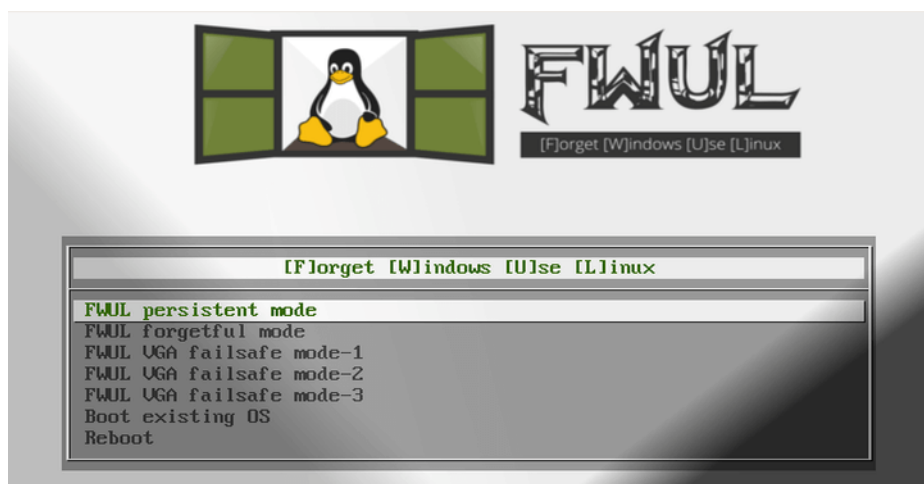 FWUL
[F]orget [W]indows [U]se [L]inux
[F]orget [W]indows [U]se [L]inux
FWUL persistent mode
FWUL forgetful mode
FWUL VGA failsafe mode-1
FWUL VGA failsafe mode-2
FWUL VGA failsafe mode-3
Boot existing OS
Reboot